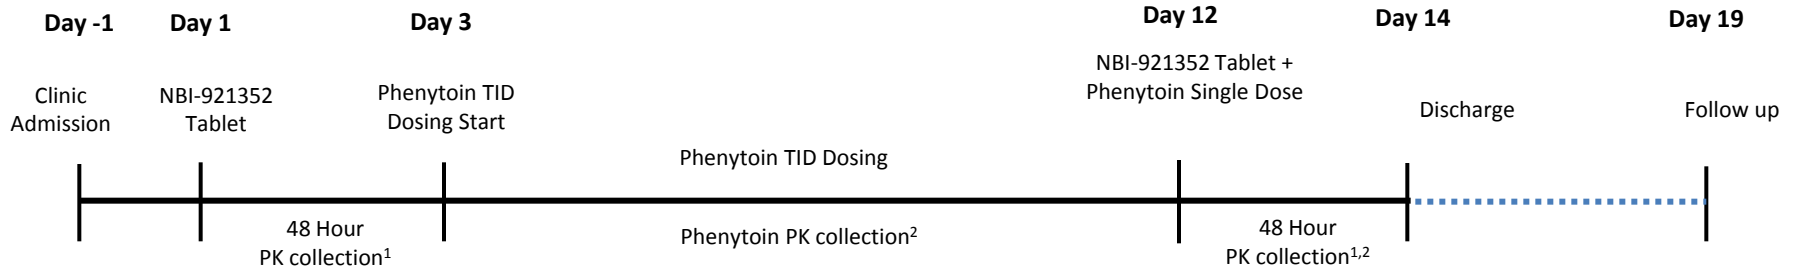 Day -1
Day 1
Day 3
Day 12
Day 14
Day 19
Clinic
Admission
NBI-921352
Tablet
Phenytoin TID
Dosing Start
NBI-921352 Tablet +
Phenytoin Single Dose
Discharge
Follow up
Phenytoin TID Dosing
48 Hour
PK collection1
Phenytoin PK collection2
48 Hour
PK collection1,2